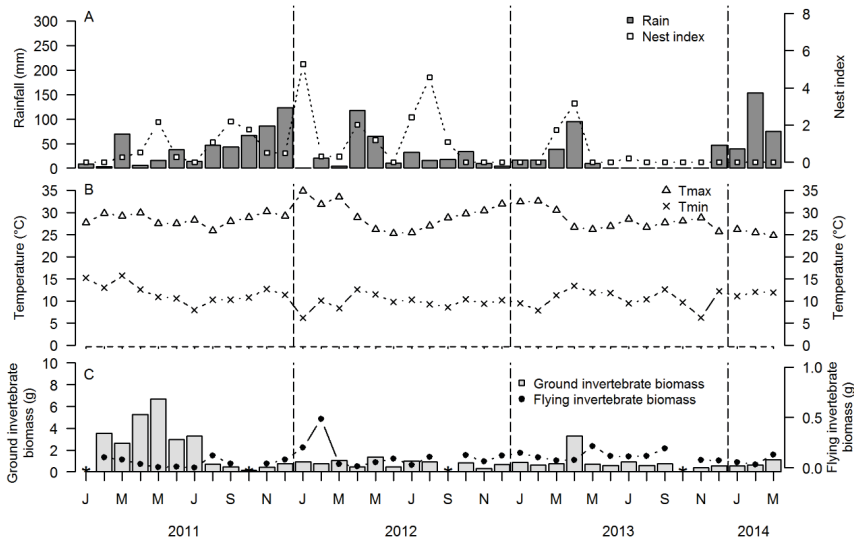 A
Rainfall (mm)
300
250
200
150
100
50
0
Rain
Nest index
8
6
4
2
0
Nest index
B
Temperature (°C)
35
30
25
20
15
10
5
0
Tmax
Tmin
35
30
25
20
15
10
5
0
Temperature (°C)
C
Ground invertebrate
biomass (g)
10
8
6
4
2
0
Ground invertebrate biomass
Flying invertebrate biomass
1.0
0.5
0.0
Flying invertebrate
biomass (g)
J M M J S N J M M J S N J M M J S N J M
2011 2012 2013 2014